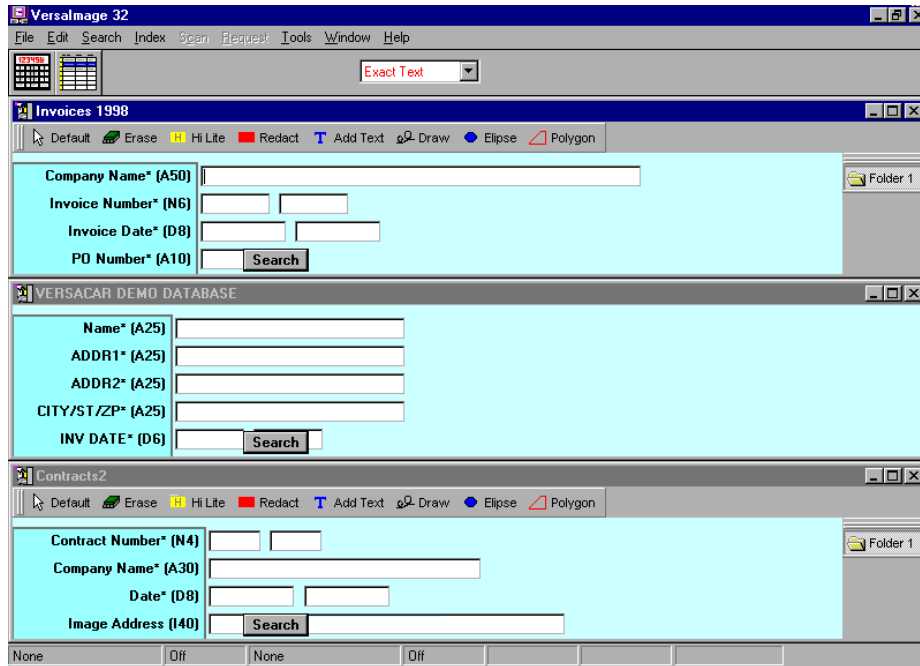 VersaImage 32
File Edit Search Index Scan Request Tools Window Help
123456
Exact Text
Invoices 1998
Default Erase H Hi Lite Redact T Add Text Draw Elipse Polygon
Company Name* (A50)
Folder 1
Invoice Number* (N6)
Invoice Date* (D8)
PO Number* (A10) Search
VERSACAR DEMO DATABASE
Name* (A25)
ADDR1* (A25)
ADDR2* (A25)
CITY/ST/ZP* (A25)
INV DATE* (D6) Search
Contracts2
Default Erase H Hi Lite Redact T Add Text Draw Elipse Polygon
Contract Number* (N4)
Folder 1
Company Name* (A30)
Date* (D8)
Image Address (I40) Search
None Off None Off